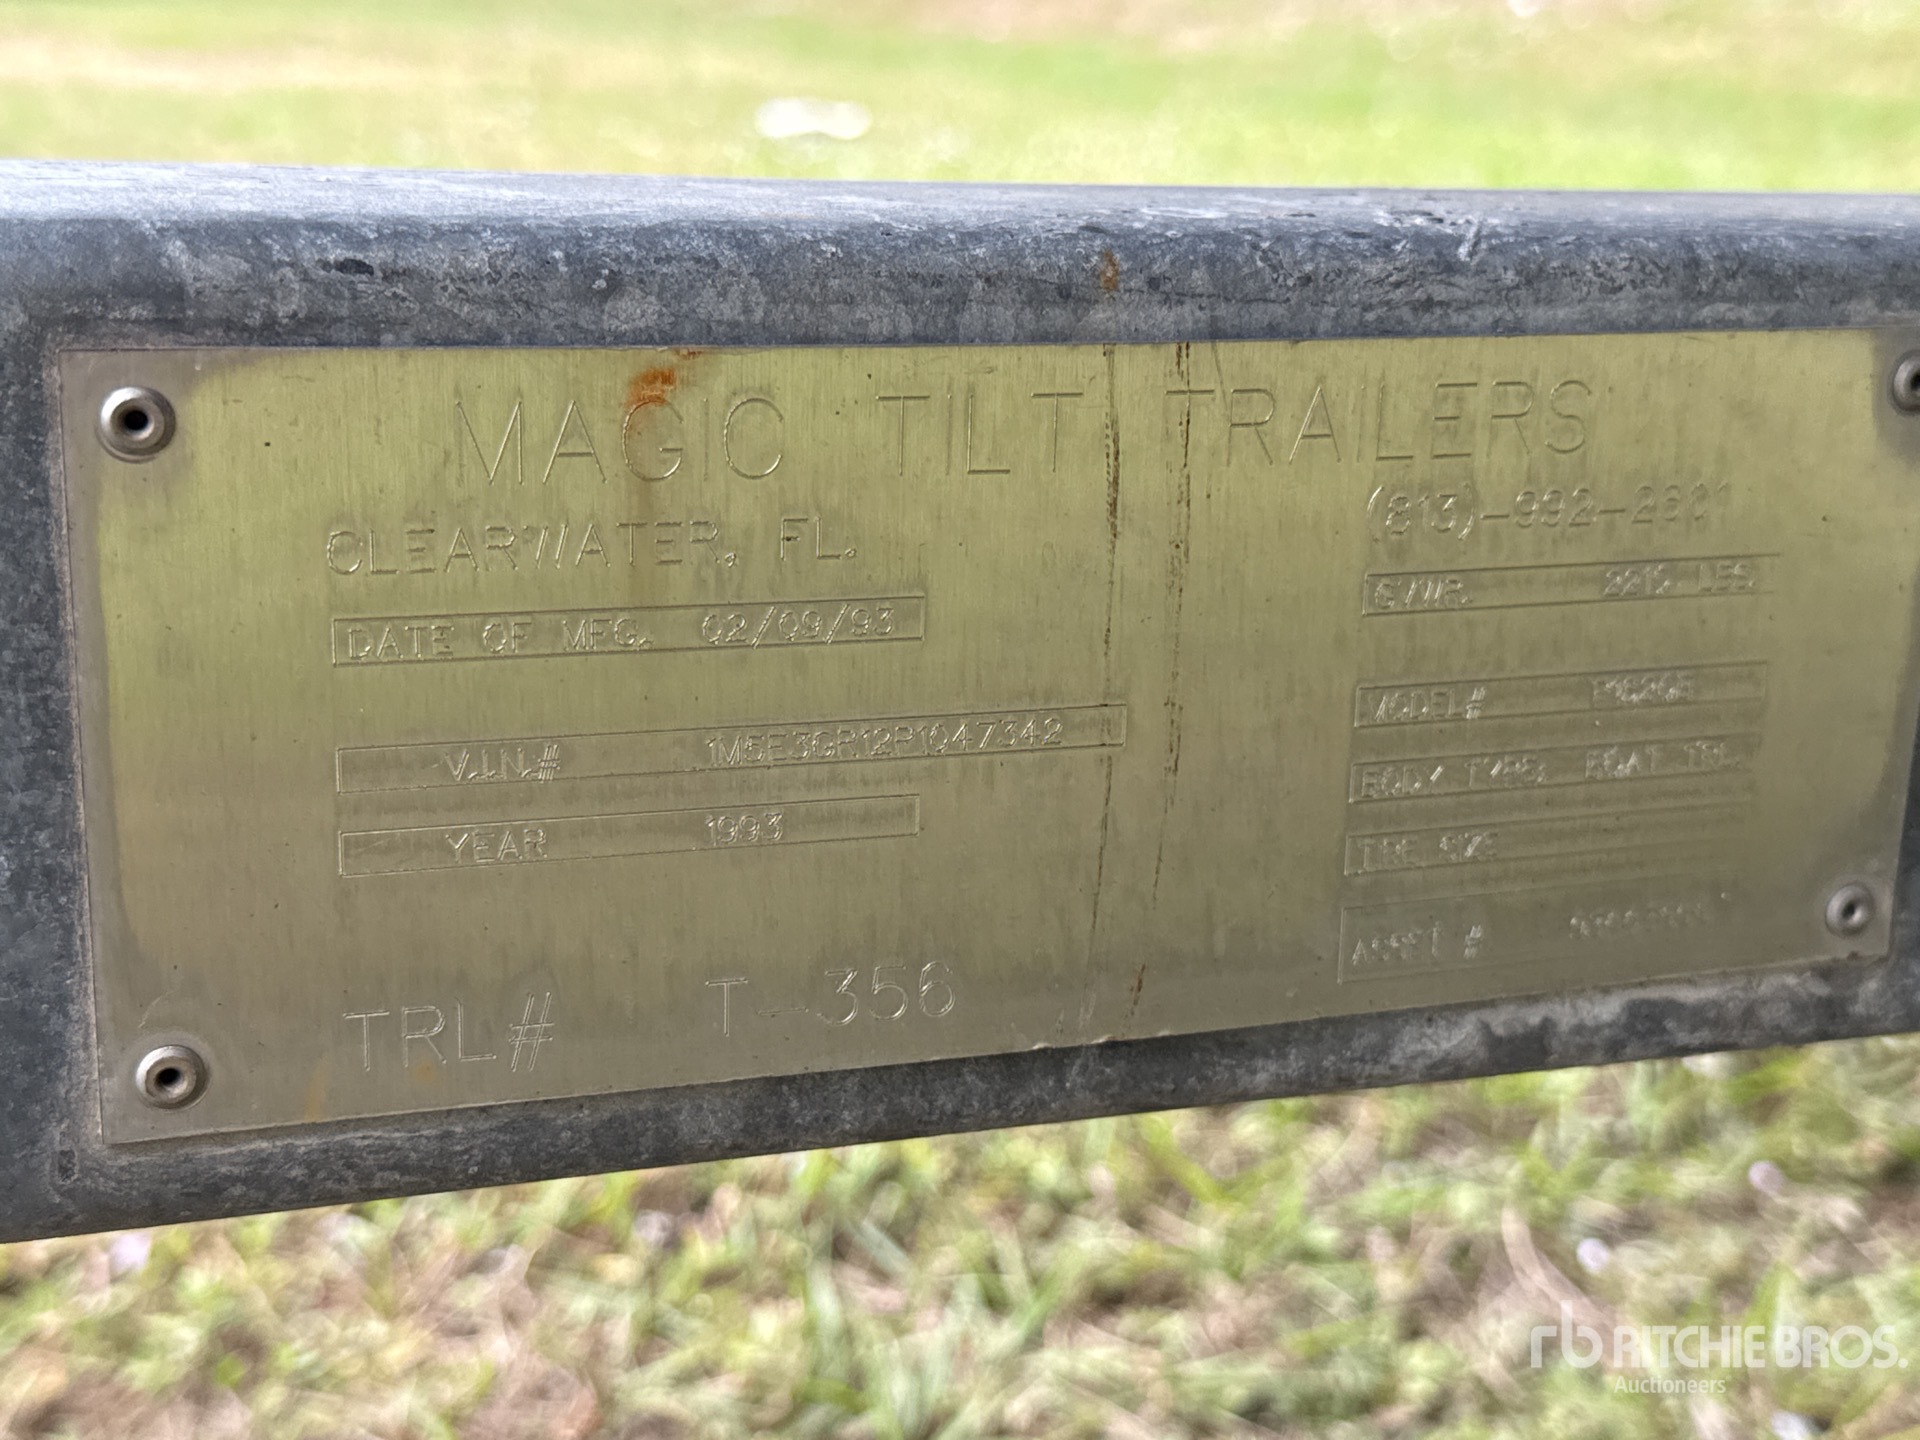 MAGIC TILT TRAILERS
CLEARWATER, FL.
DATE OF MFG. 02/09/93
V.I.N.# 1M5E3GR12P1047342
YEAR 1993
TRL# T-356
(813)-992-2601
GVWR. LBS.
MODEL#
BODY TYPE: BOAT TRL.
TIRE SIZE
ASSET #
rb RITCHIE BROS.
Auctioneers